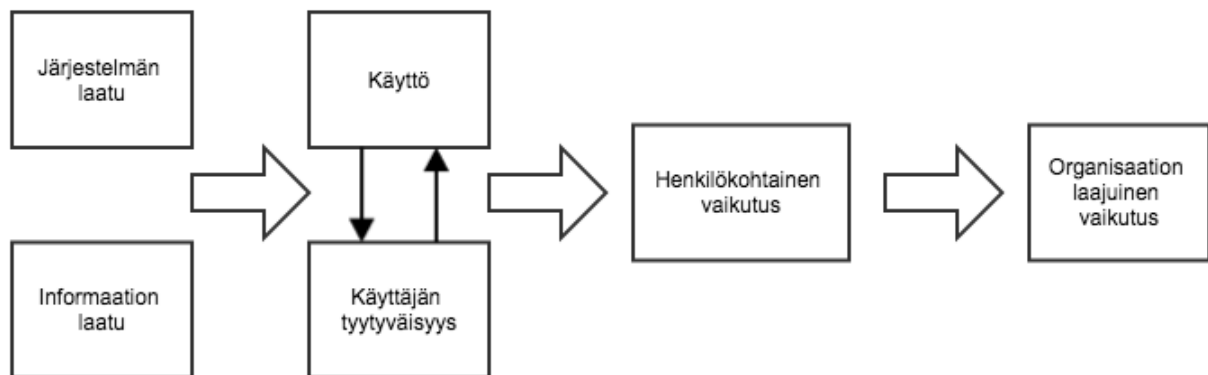 Järjestelmän
laatu
Käyttö
Informaation
laatu
Käyttäjän
tyytyväisyys
Henkilökohtainen
vaikutus
Organisaation
laajuinen
vaikutus